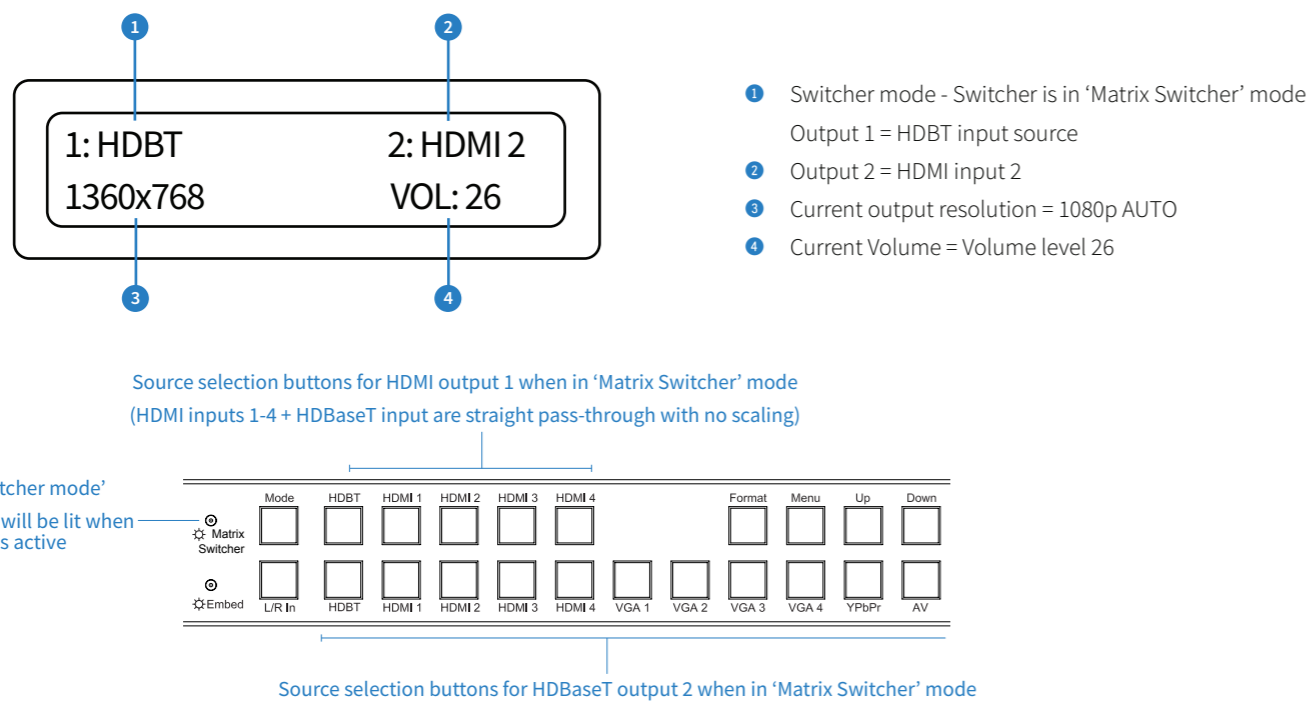 1
2
1: HDBT 2: HDMI 2
1360x768 VOL: 26
3
4
1 Switcher mode - Switcher is in ‘Matrix Switcher’ mode
Output 1 = HDBT input source
2 Output 2 = HDMI input 2
3 Current output resolution = 1080p AUTO
4 Current Volume = Volume level 26
Source selection buttons for HDMI output 1 when in ‘Matrix Switcher’ mode
(HDMI inputs 1-4 + HDBaseT input are straight pass-through with no scaling)
tcher mode’
will be lit when
s active
Mode HDBT HDMI 1 HDMI 2 HDMI 3 HDMI 4 Format Menu Up Down
Matrix
Switcher
Embed
L/R In HDBT HDMI 1 HDMI 2 HDMI 3 HDMI 4 VGA 1 VGA 2 VGA 3 VGA 4 YPbPr AV
Source selection buttons for HDBaseT output 2 when in ‘Matrix Switcher’ mode